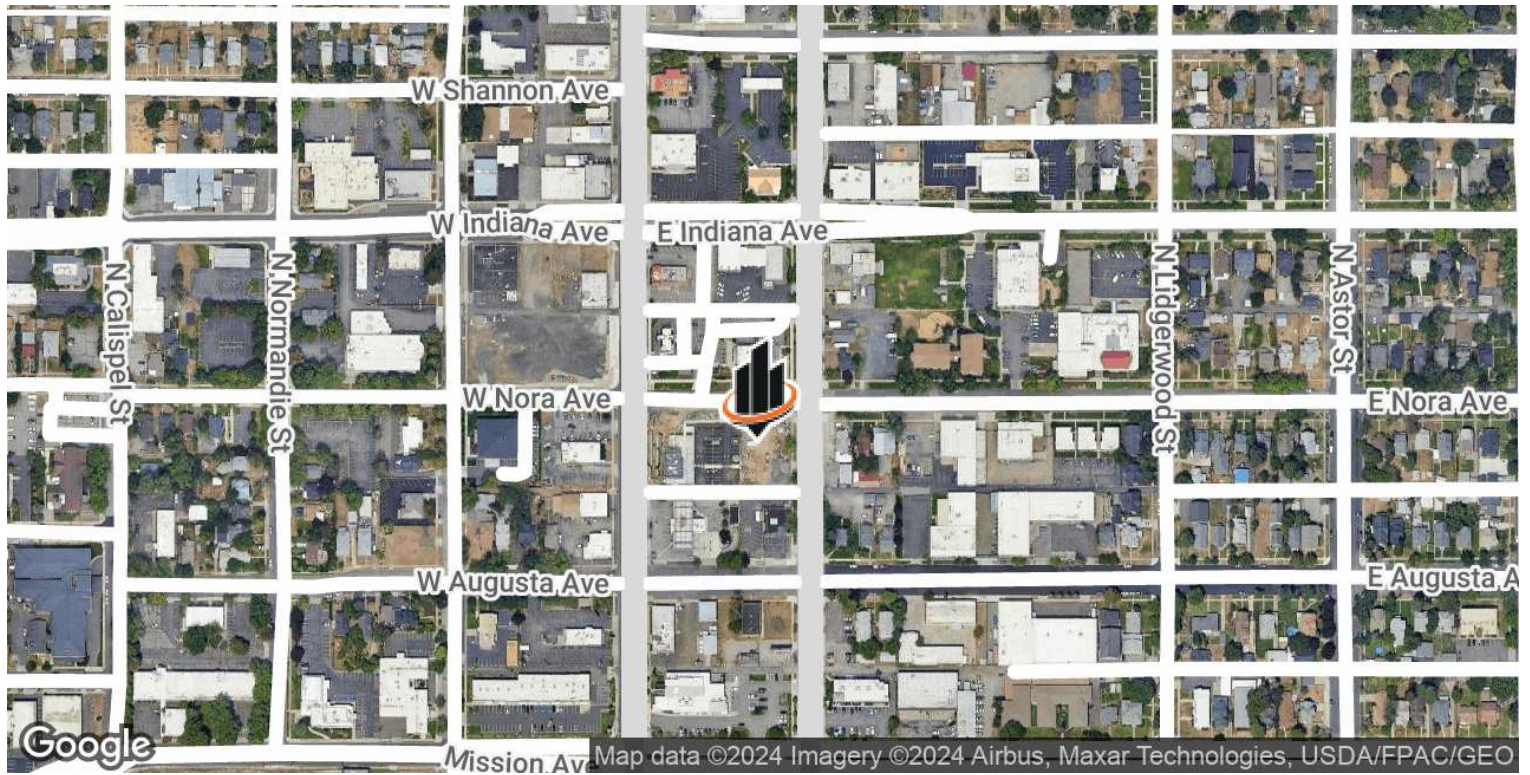 W Shannon Ave
W Indiana Ave
E Indiana Ave
N Calispel St
N Normandie St
N Lidgerwood St
N Astor St
W Nora Ave
E Nora Ave
W Augusta Ave
E Augusta A
Mission Ave
Google
Map data ©2024 Imagery ©2024 Airbus, Maxar Technologies, USDA/FPAC/GEO